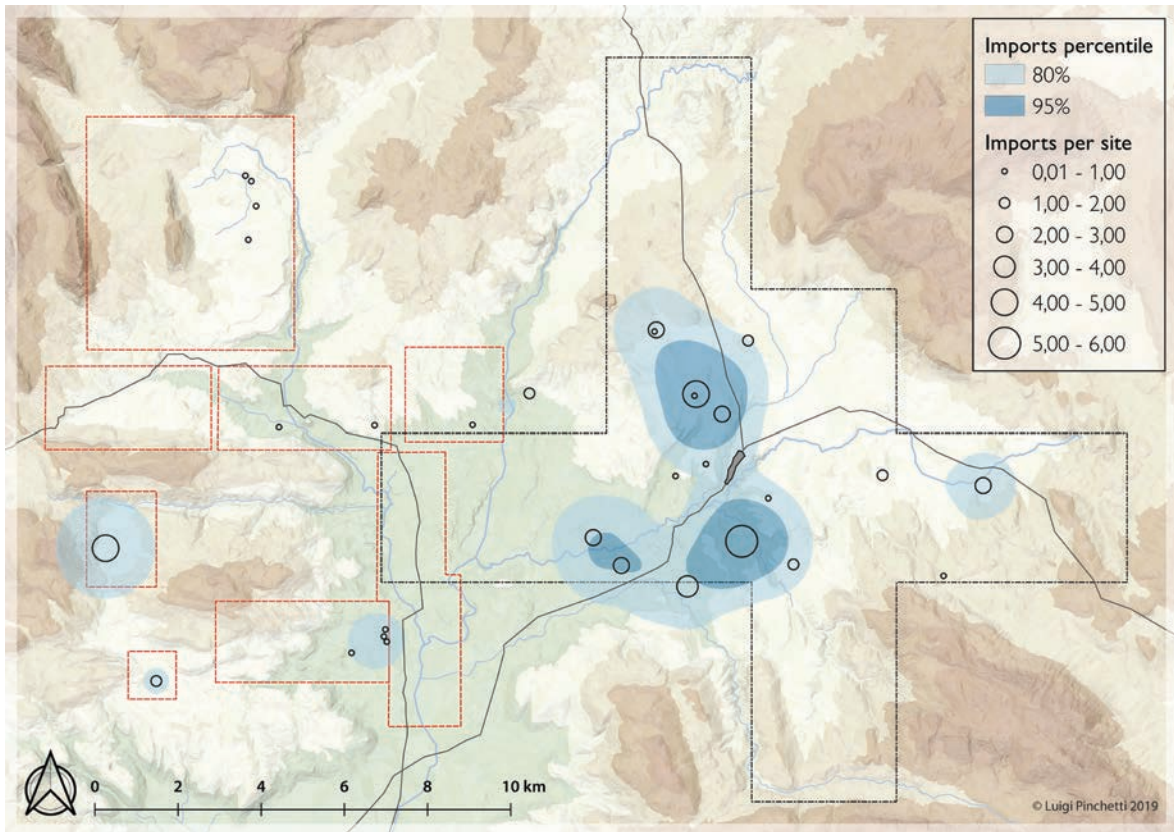 Imports percentile
80%
95%
Imports per site
0,01 - 1,00
1,00 - 2,00
2,00 - 3,00
3,00 - 4,00
4,00 - 5,00
5,00 - 6,00
0 2 4 6 8 10 km
© Luigi Pinchetti 2019